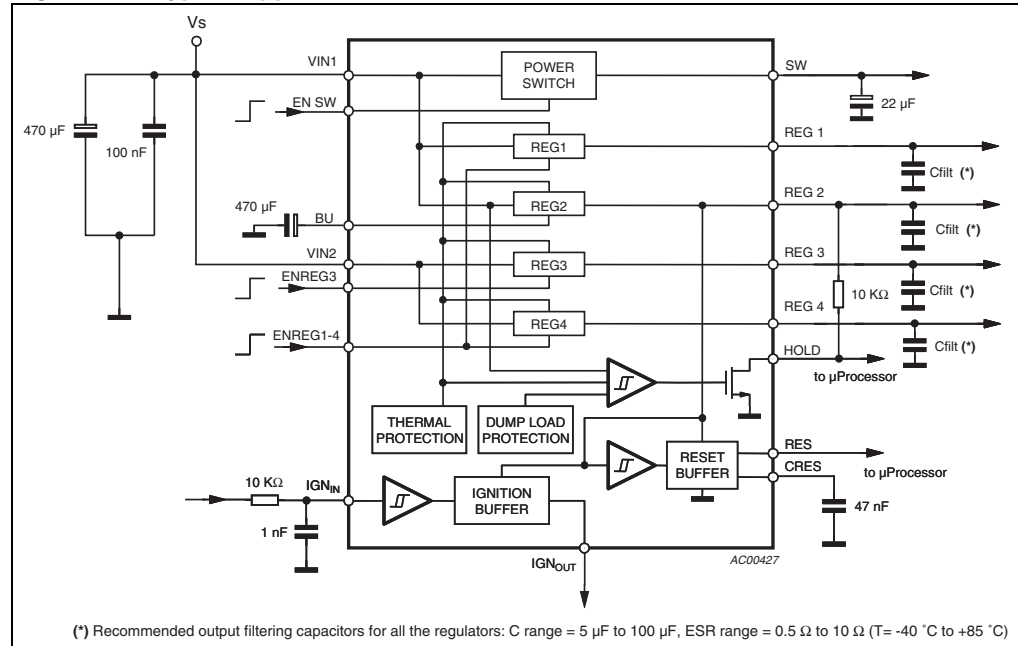 Vs
VIN1
POWER
SWITCH
SW
EN SW
22 µF
470 µF
100 nF
REG 1
REG1
Cfilt (*)
REG 2
REG2
470 µF
BU
Cfilt (*)
VIN2
REG 3
REG3
ENREG3
10 KΩ
Cfilt (*)
REG 4
REG4
ENREG1-4
Cfilt (*)
HOLD
to µProcessor
THERMAL
PROTECTION
DUMP LOAD
PROTECTION
RES
RESET
BUFFER
to µProcessor
CRES
10 KΩ
IGNIN
IGNITION
BUFFER
47 nF
1 nF
IGNOUT
AC00427
(*) Recommended output filtering capacitors for all the regulators: C range = 5 µF to 100 µF, ESR range = 0.5 Ω to 10 Ω (T= -40 ˚C to +85 ˚C)